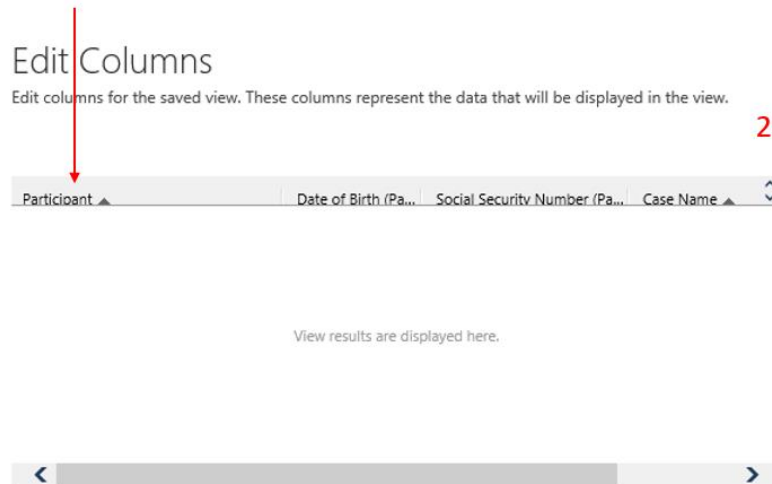 Edit Columns
Edit columns for the saved view. These columns represent the data that will be displayed in the view.
2
Participant Date of Birth (Pa... Social Security Number (Pa... Case Name
View results are displayed here.